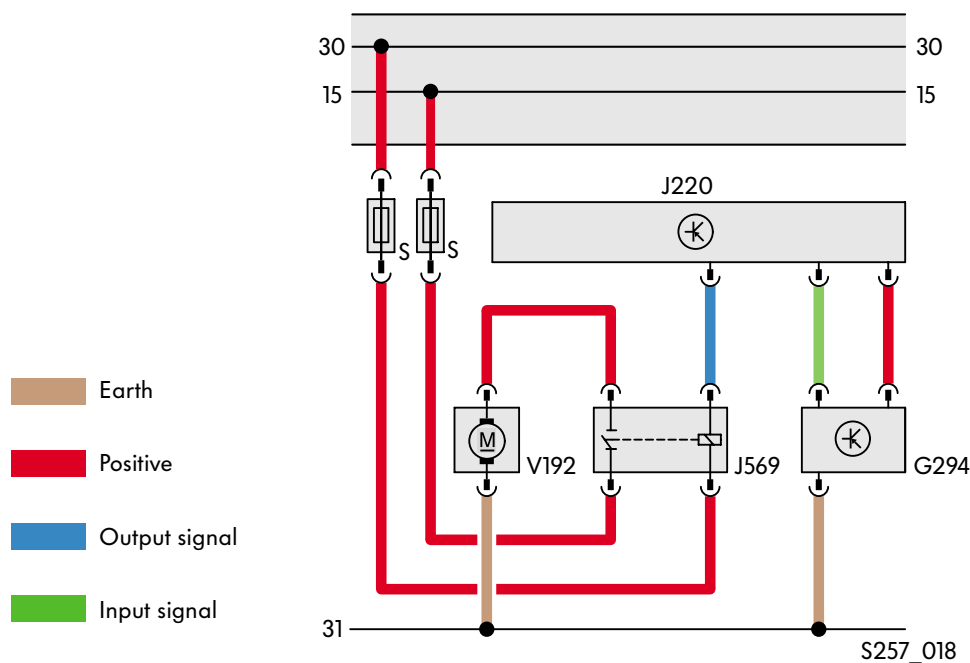 30 30
15 15
J220
S S
M
V192 J569 G294
Earth
Positive
Output signal
Input signal
31
S257_018